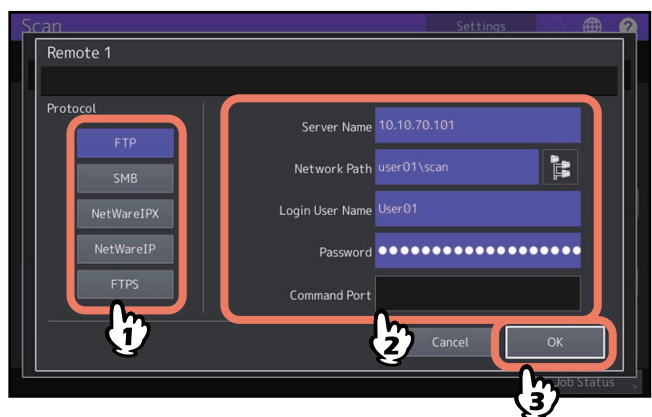 Scan
Settings
?
Remote 1
Protocol
FTP
SMB
NetWareIPX
NetWareIP
FTPS
Server Name 10.10.70.101
Network Path user01\scan
Login User Name User01
Password ●●●●●●●●●●●●●●●●●●●
Command Port
Cancel
OK
Job Status
1
2
3